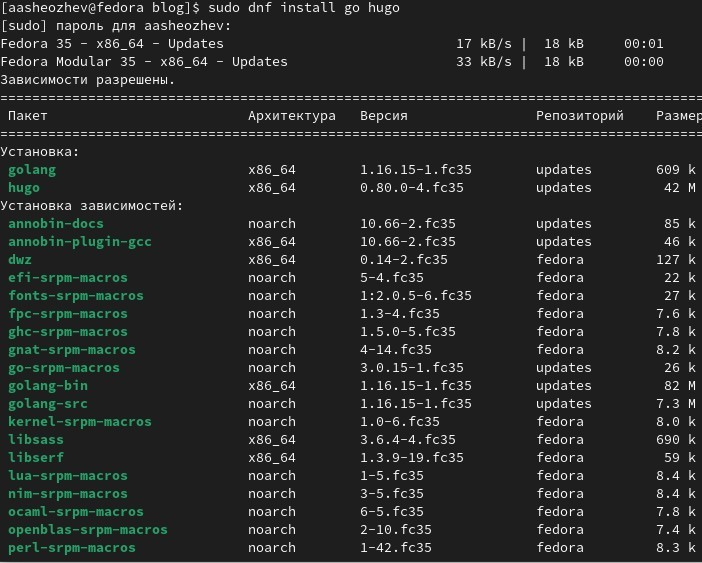 [aasheozhev@fedora blog]$ sudo dnf install go hugo
[sudo] пароль для aasheozhev:
Fedora 35 - x86_64 - Updates 17 kB/s | 18 kB 00:01
Fedora Modular 35 - x86_64 - Updates 33 kB/s | 18 kB 00:00
Зависимости разрешены.
================================================================================
Пакет Архитектура Версия Репозиторий Размер
================================================================================
Установка:
golang x86_64 1.16.15-1.fc35 updates 609 k
hugo x86_64 0.80.0-4.fc35 updates 42 M
Установка зависимостей:
annobin-docs noarch 10.66-2.fc35 updates 85 k
annobin-plugin-gcc x86_64 10.66-2.fc35 updates 46 k
dwz x86_64 0.14-2.fc35 fedora 127 k
efi-srpm-macros noarch 5-4.fc35 fedora 22 k
fonts-srpm-macros noarch 1:2.0.5-6.fc35 fedora 27 k
fpc-srpm-macros noarch 1.3-4.fc35 fedora 7.6 k
ghc-srpm-macros noarch 1.5.0-5.fc35 fedora 7.8 k
gnat-srpm-macros noarch 4-14.fc35 fedora 8.2 k
go-srpm-macros noarch 3.0.15-1.fc35 updates 26 k
golang-bin x86_64 1.16.15-1.fc35 updates 82 M
golang-src noarch 1.16.15-1.fc35 updates 7.3 M
kernel-srpm-macros noarch 1.0-6.fc35 fedora 8.0 k
libsass x86_64 3.6.4-4.fc35 fedora 690 k
libserf x86_64 1.3.9-19.fc35 fedora 59 k
lua-srpm-macros noarch 1-5.fc35 fedora 8.4 k
nim-srpm-macros noarch 3-5.fc35 fedora 8.4 k
ocaml-srpm-macros noarch 6-5.fc35 fedora 7.8 k
openblas-srpm-macros noarch 2-10.fc35 fedora 7.4 k
perl-srpm-macros noarch 1-42.fc35 fedora 8.3 k